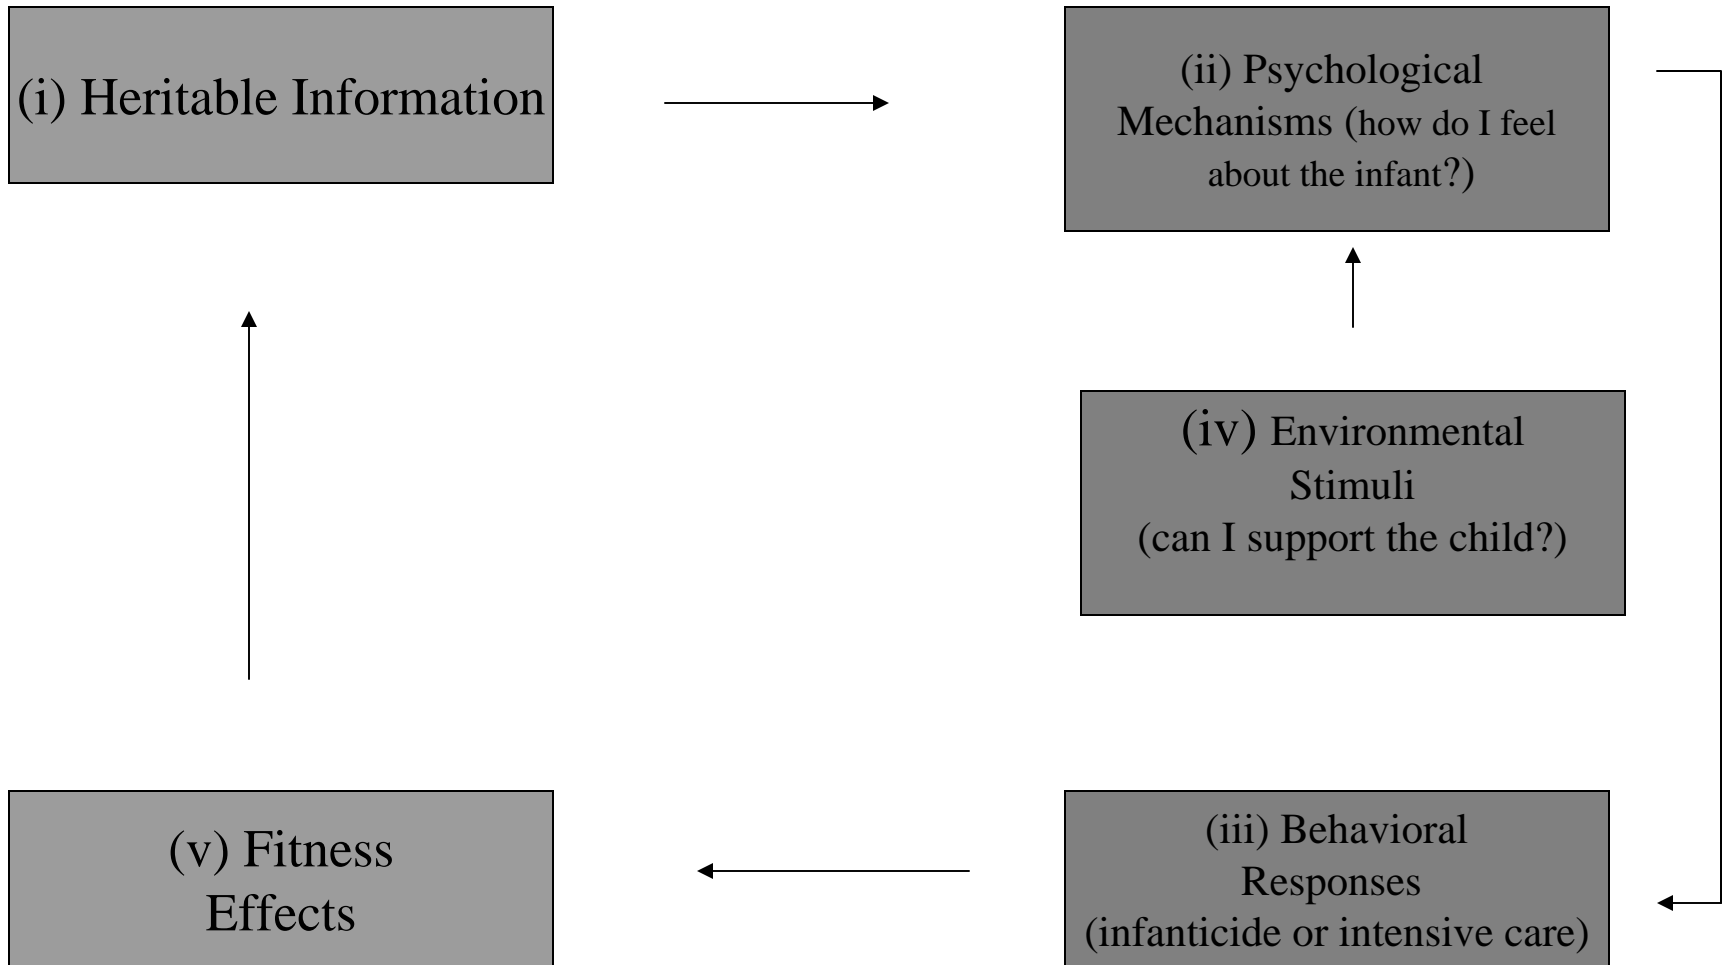 (i) Heritable Information
(ii) Psychological
Mechanisms (how do I feel
about the infant?)
(iv) Environmental
Stimuli
(can I support the child?)
(v) Fitness
Effects
(iii) Behavioral
Responses
(infanticide or intensive care)